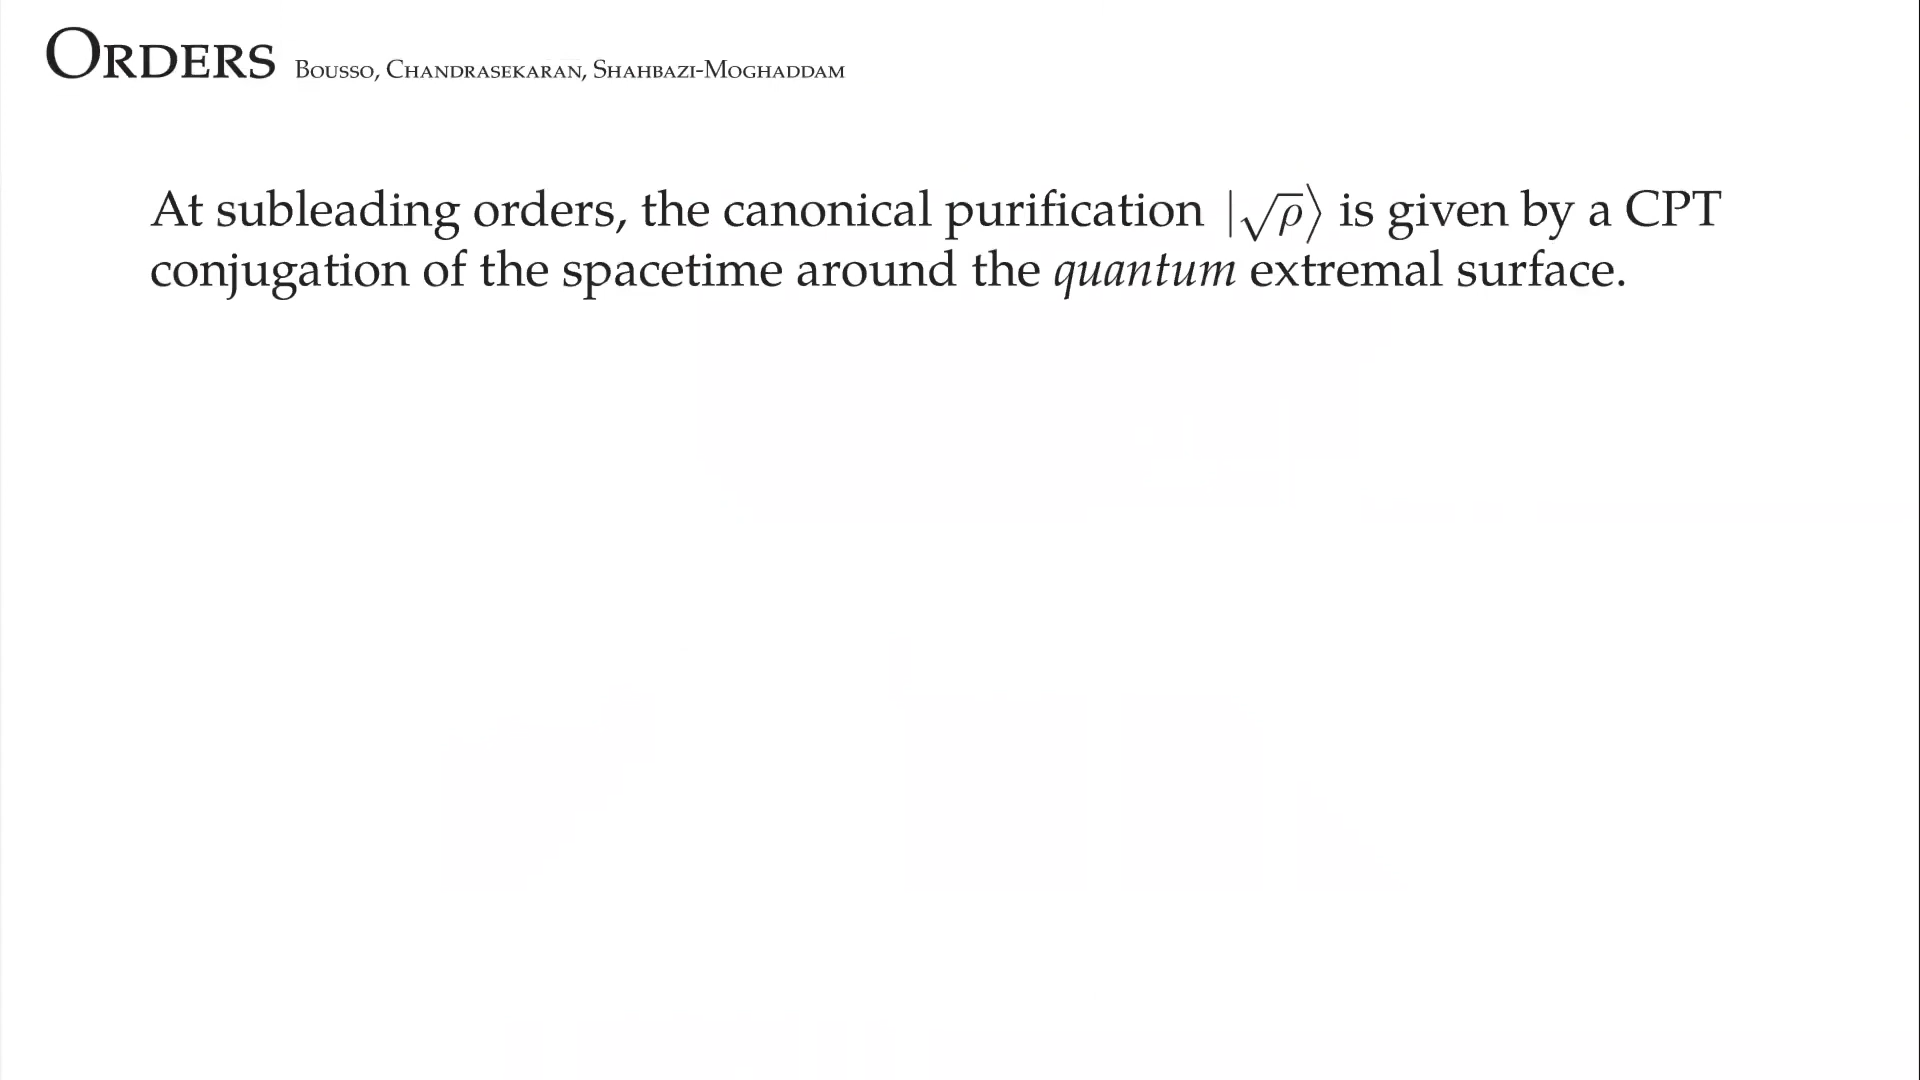 ORDERS BOUSSO, CHANDRASEKARAN, SHAHBAZI-MOGHADDAM
At subleading orders, the canonical purification |√ρ⟩ is given by a CPT
conjugation of the spacetime around the quantum extremal surface.